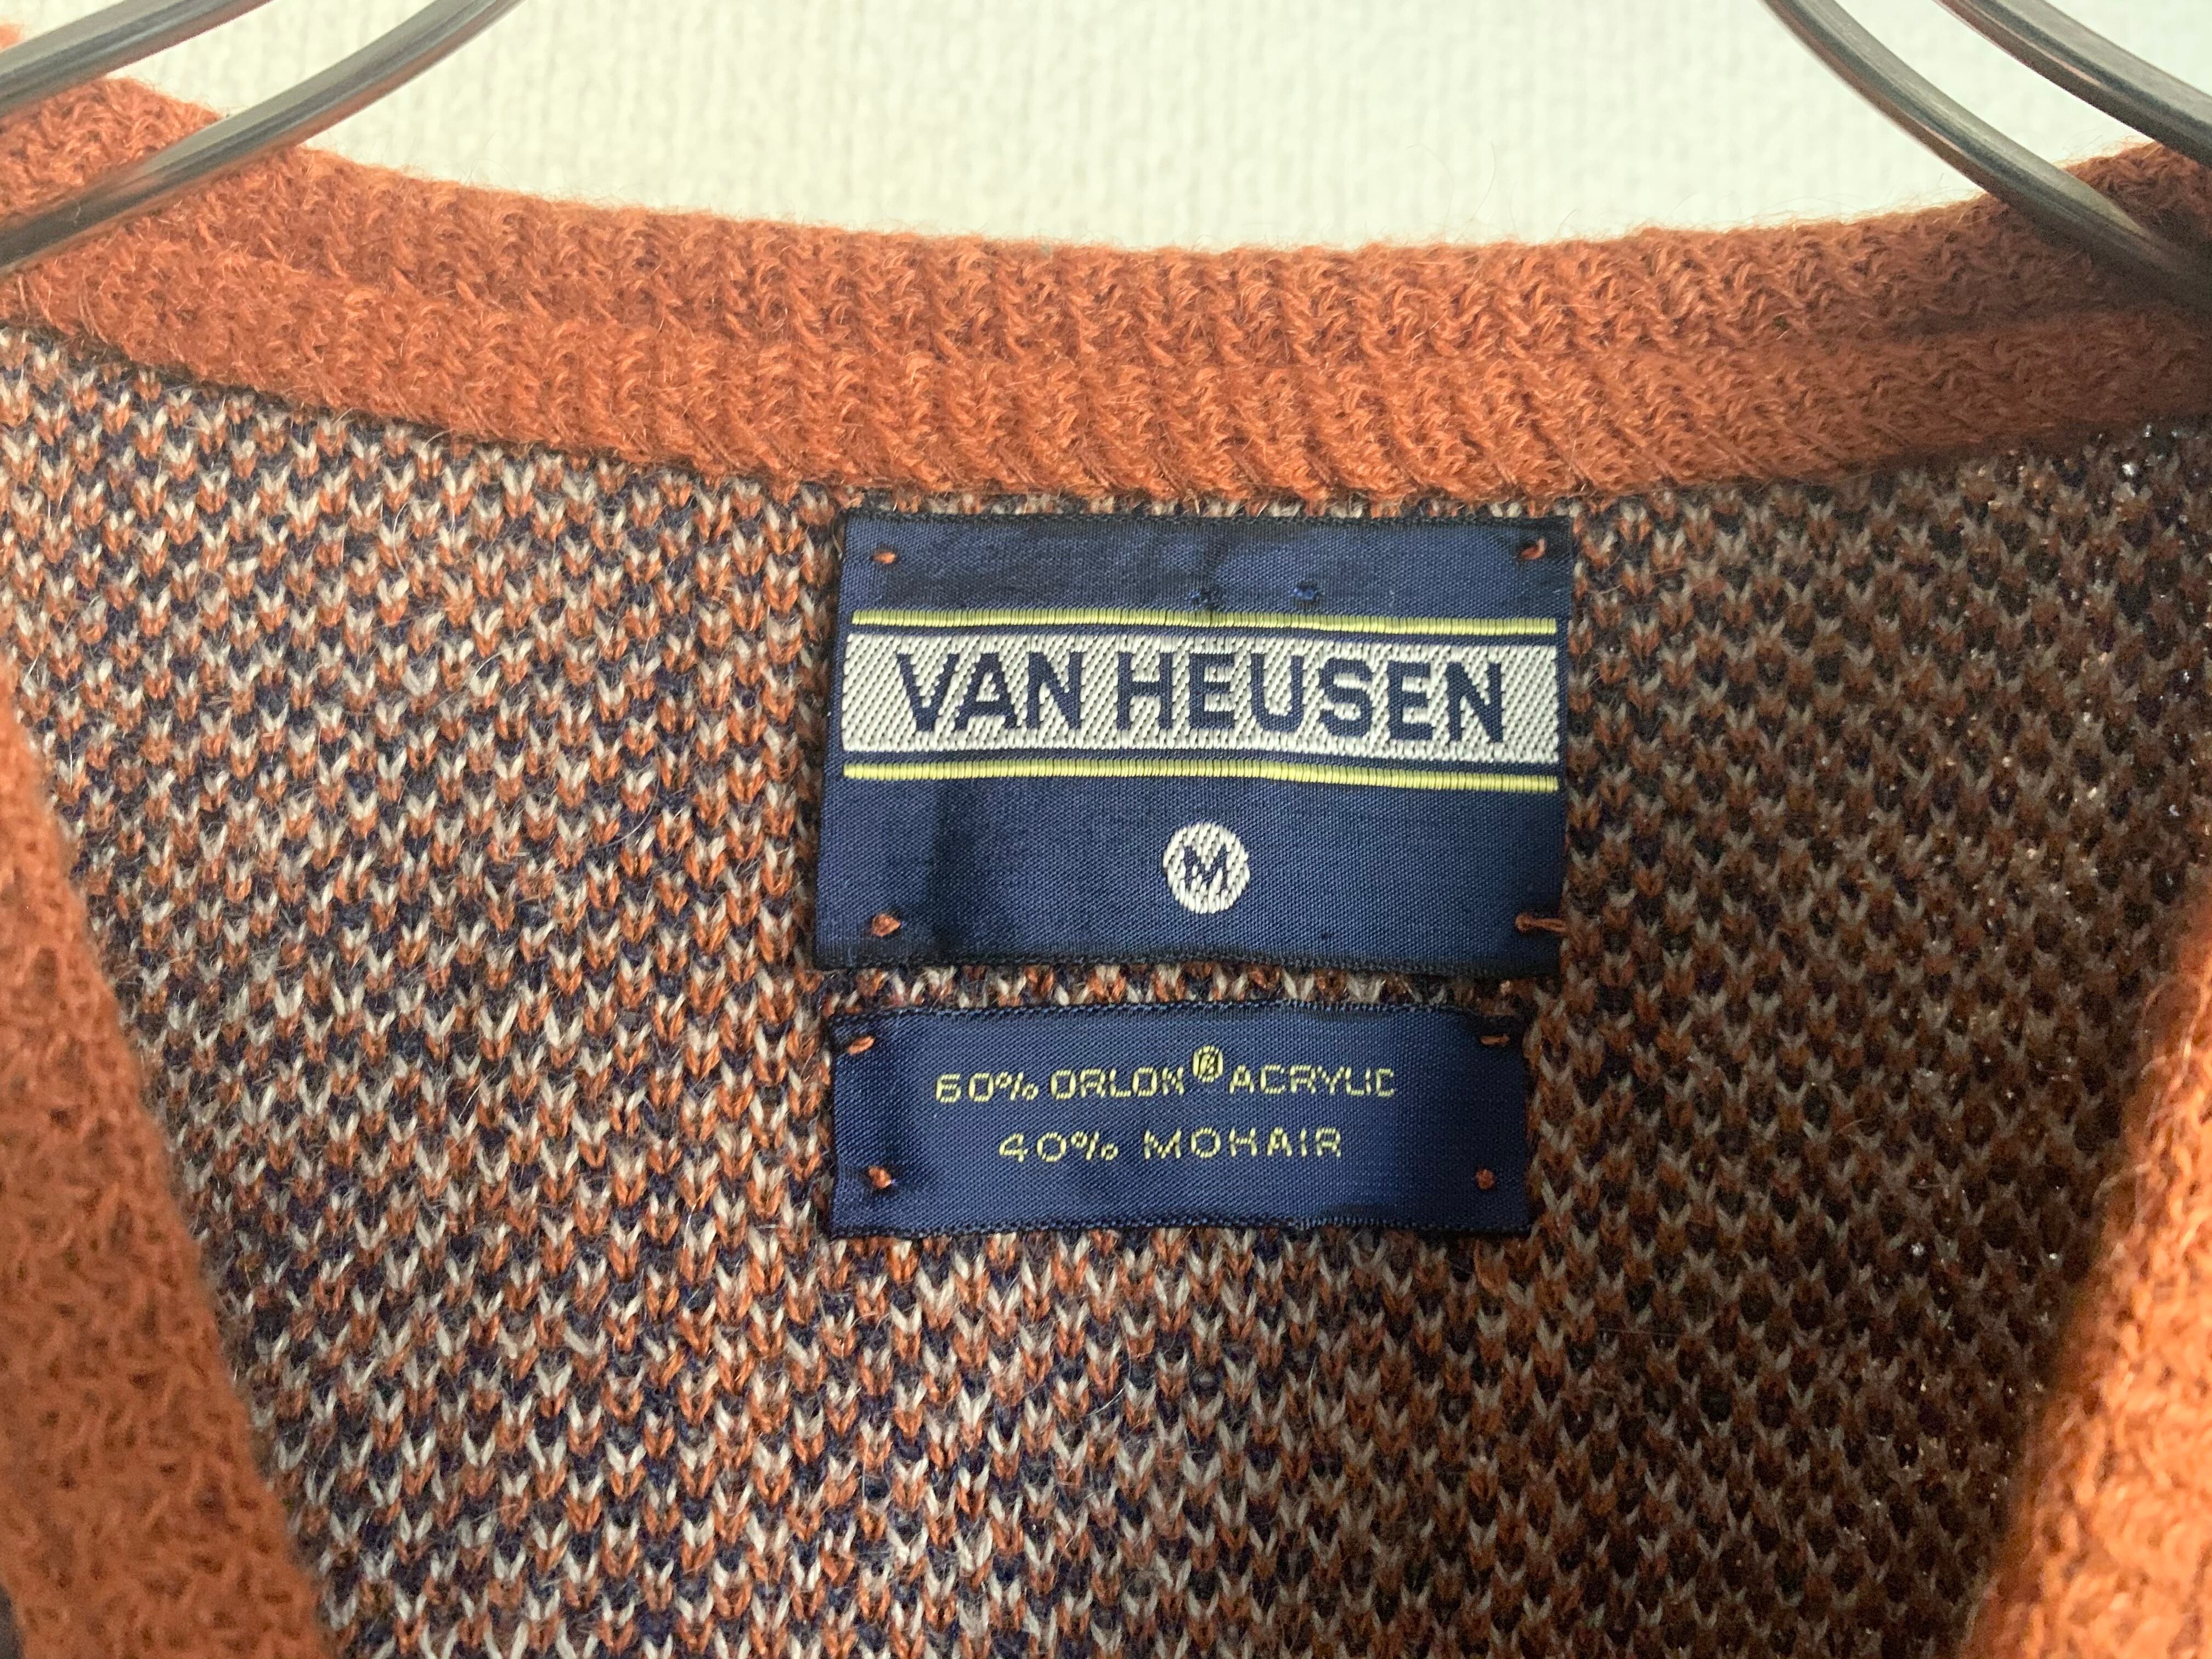 VAN HEUSEN
M
60% ORLON® ACRYLIC
40% MOHAIR